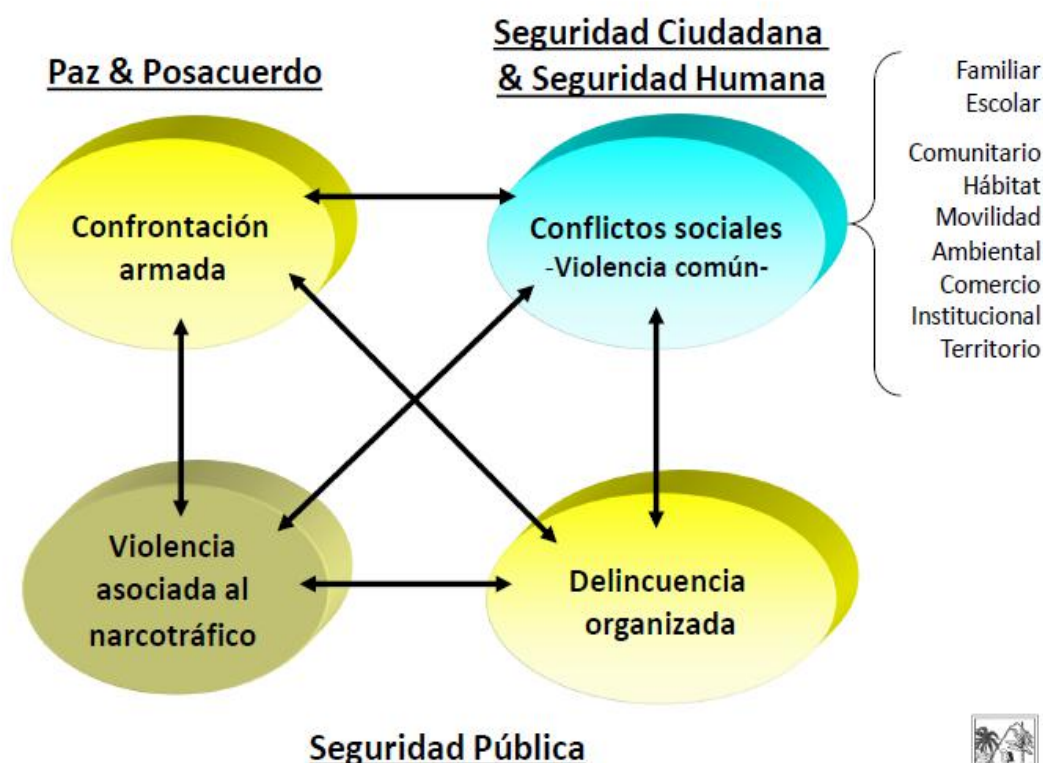 Paz & Posacuerdo
Seguridad Ciudadana
& Seguridad Humana
Confrontación
armada
Conflictos sociales
-Violencia común-
Familiar
Escolar
Comunitario
Hábitat
Movilidad
Ambiental
Comercio
Institucional
Territorio
Violencia
asociada al
narcotráfico
Delincuencia
organizada
Seguridad Pública